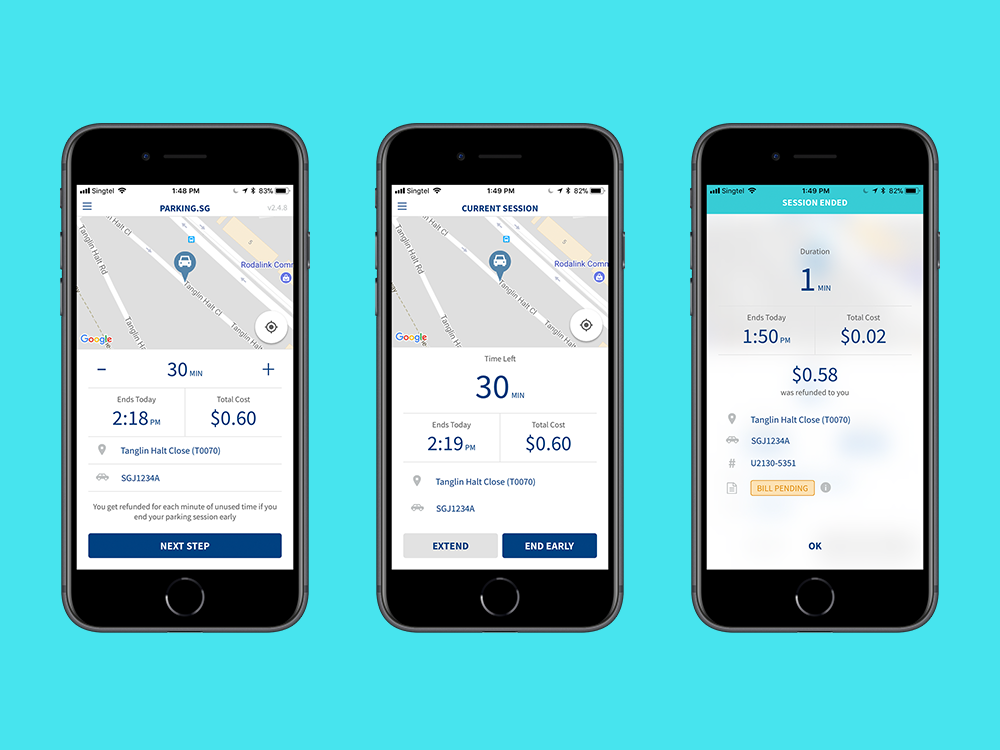 Singtel 1:48 PM 83%
PARKING.SG v2.4.8
Tanglin Halt Cl
Tanglin Halt Rd
$
Rodalink Comm
Tanglin Halt Cl
Tanglin Ha
Tanglin Ha
Google
- 30 MIN +
Ends Today Total Cost
2:18 PM $0.60
Tanglin Halt Close (T0070)
SGJ1234A
You get refunded for each minute of unused time if you
end your parking session early
NEXT STEP
Singtel 1:49 PM 82%
CURRENT SESSION
Tanglin Halt Cl
Tanglin Halt Rd
$
Rodalink Comm
Tanglin Halt Cl
Tanglin Ha
Tanglin Ha
Google
Time Left
30 MIN
Ends Today Total Cost
2:19 PM $0.60
Tanglin Halt Close (T0070)
SGJ1234A
EXTEND END EARLY
Singtel 1:49 PM 82%
SESSION ENDED
Duration
1 MIN
Ends Today Total Cost
1:50 PM $0.02
$0.58
was refunded to you
Tanglin Halt Close (T0070)
SGJ1234A
# U2130-5351
BILL PENDING i
OK